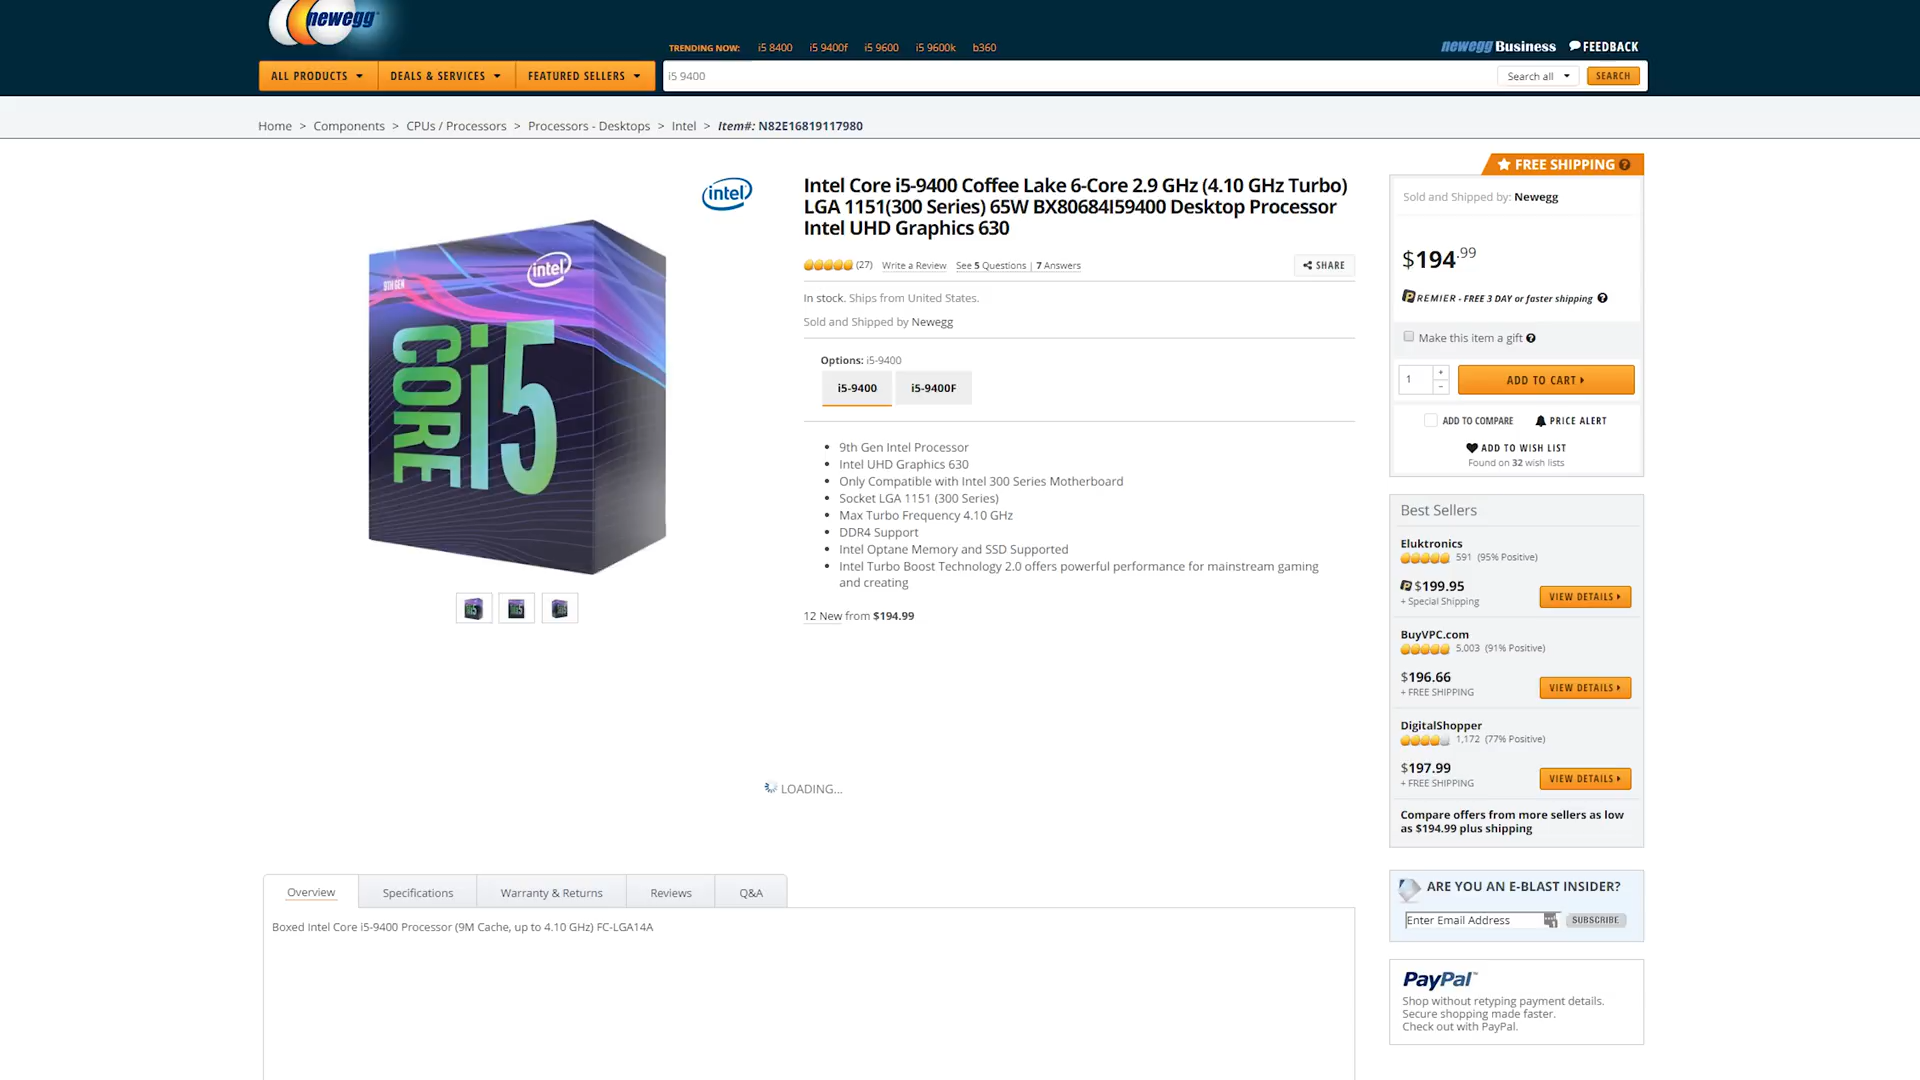 newegg
TRENDING NOW: i5 8400 i5 9400f i5 9600 i5 9600k b360
newegg Business FEEDBACK
ALL PRODUCTS DEALS & SERVICES FEATURED SELLERS
i5 9400
Search all SEARCH
Home > Components > CPUs / Processors > Processors - Desktops > Intel > Item#: N82E16819117980
intel
Intel Core i5-9400 Coffee Lake 6-Core 2.9 GHz (4.10 GHz Turbo)
LGA 1151(300 Series) 65W BX80684I59400 Desktop Processor
Intel UHD Graphics 630
(27) Write a Review See 5 Questions | 7 Answers
SHARE
In stock. Ships from United States.
Sold and Shipped by Newegg
Options: i5-9400
i5-9400 i5-9400F
9th Gen Intel Processor
Intel UHD Graphics 630
Only Compatible with Intel 300 Series Motherboard
Socket LGA 1151 (300 Series)
Max Turbo Frequency 4.10 GHz
DDR4 Support
Intel Optane Memory and SSD Supported
Intel Turbo Boost Technology 2.0 offers powerful performance for mainstream gaming
and creating
12 New from $194.99
intel
9TH GEN
CORE i5
LOADING...
Overview Specifications Warranty & Returns Reviews Q&A
Boxed Intel Core i5-9400 Processor (9M Cache, up to 4.10 GHz) FC-LGA14A
FREE SHIPPING ?
Sold and Shipped by: Newegg
$194.99
PREMIER - FREE 3 DAY or faster shipping ?
Make this item a gift ?
1 + - ADD TO CART
ADD TO COMPARE PRICE ALERT
ADD TO WISH LIST
Found on 32 wish lists
Best Sellers
Eluktronics
591 (95% Positive)
$199.95
+ Special Shipping
VIEW DETAILS
BuyVPC.com
5,003 (91% Positive)
$196.66
+ FREE SHIPPING
VIEW DETAILS
DigitalShopper
1,172 (77% Positive)
$197.99
+ FREE SHIPPING
VIEW DETAILS
Compare offers from more sellers as low
as $194.99 plus shipping
ARE YOU AN E-BLAST INSIDER?
Enter Email Address SUBSCRIBE
PayPal™
Shop without retyping payment details.
Secure shopping made faster.
Check out with PayPal.